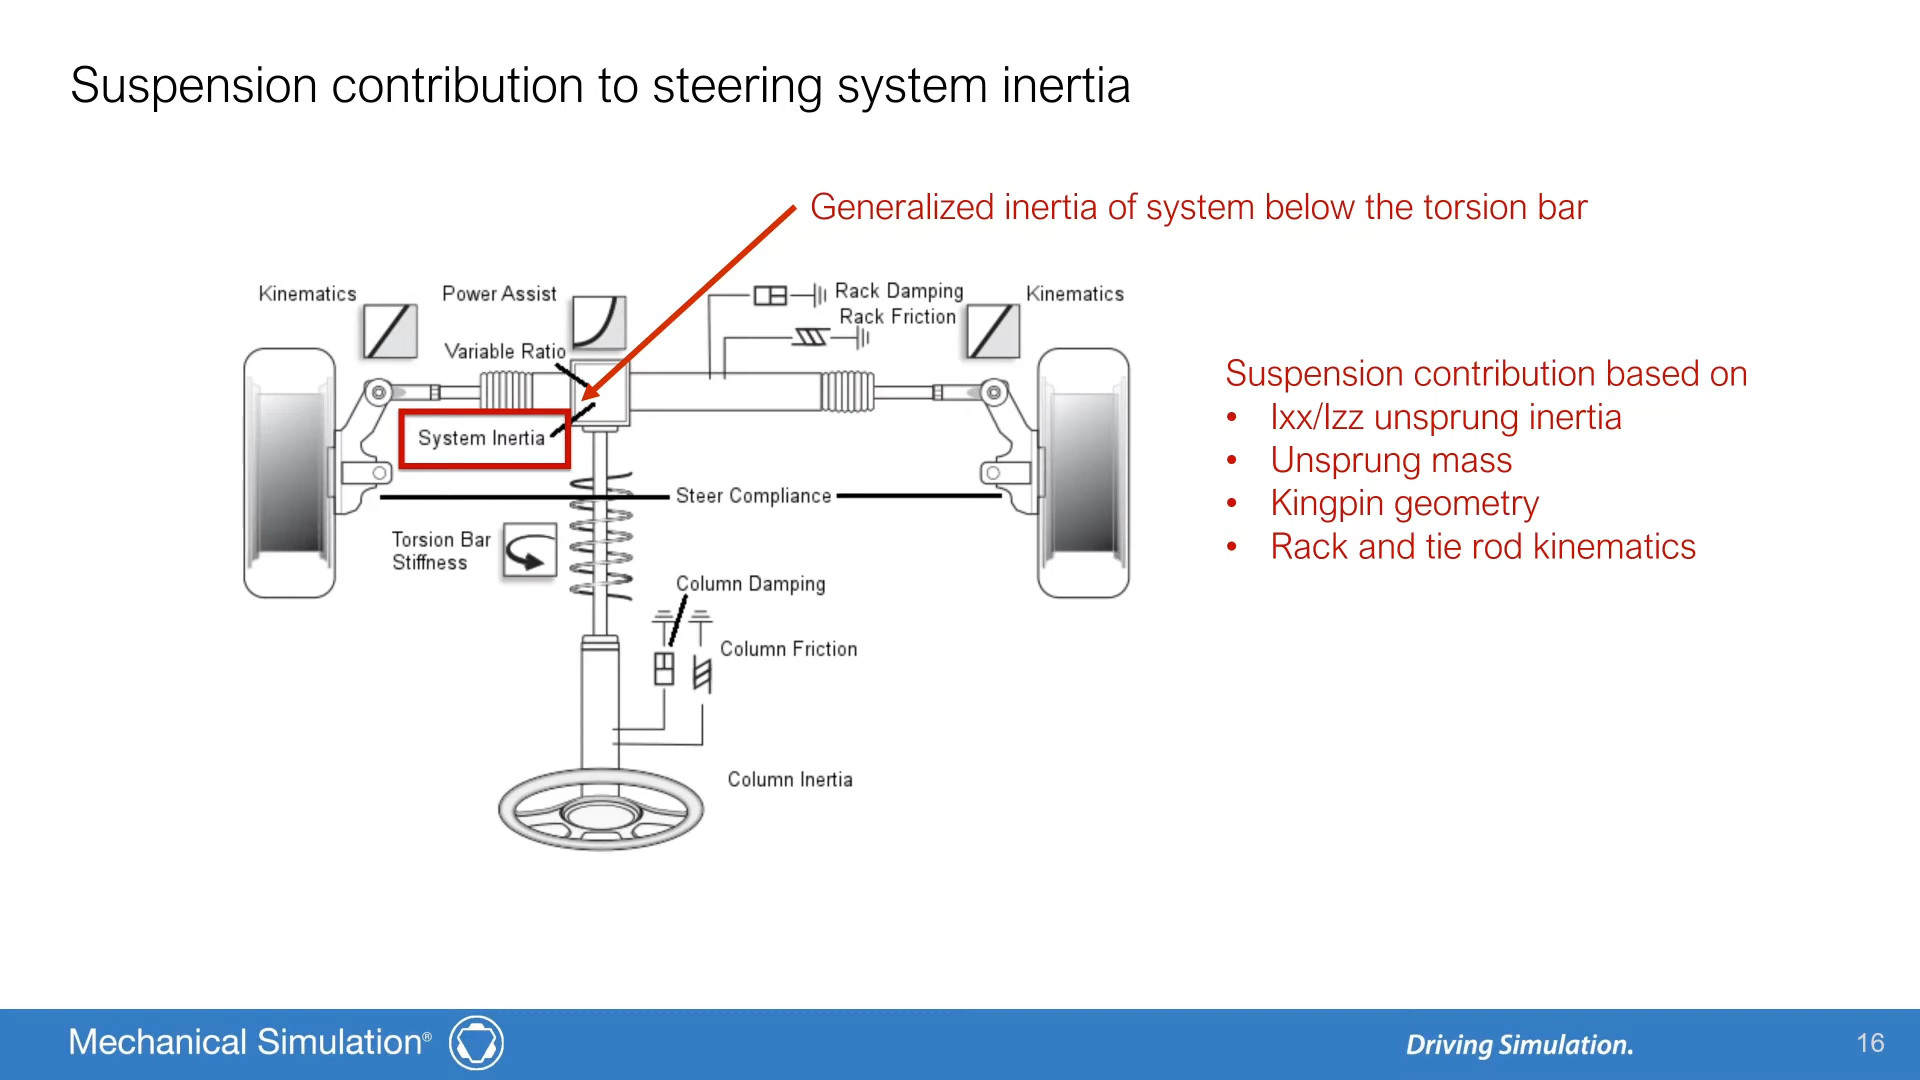 Suspension contribution to steering system inertia
Generalized inertia of system below the torsion bar
Kinematics
Power Assist
Rack Damping
Kinematics
Rack Friction
Variable Ratio
System Inertia
Suspension contribution based on
• Ixx/Izz unsprung inertia
• Unsprung mass
• Kingpin geometry
• Rack and tie rod kinematics
Steer Compliance
Torsion Bar
Stiffness
Column Damping
Column Friction
Column Inertia
Mechanical Simulation®
Driving Simulation.
16